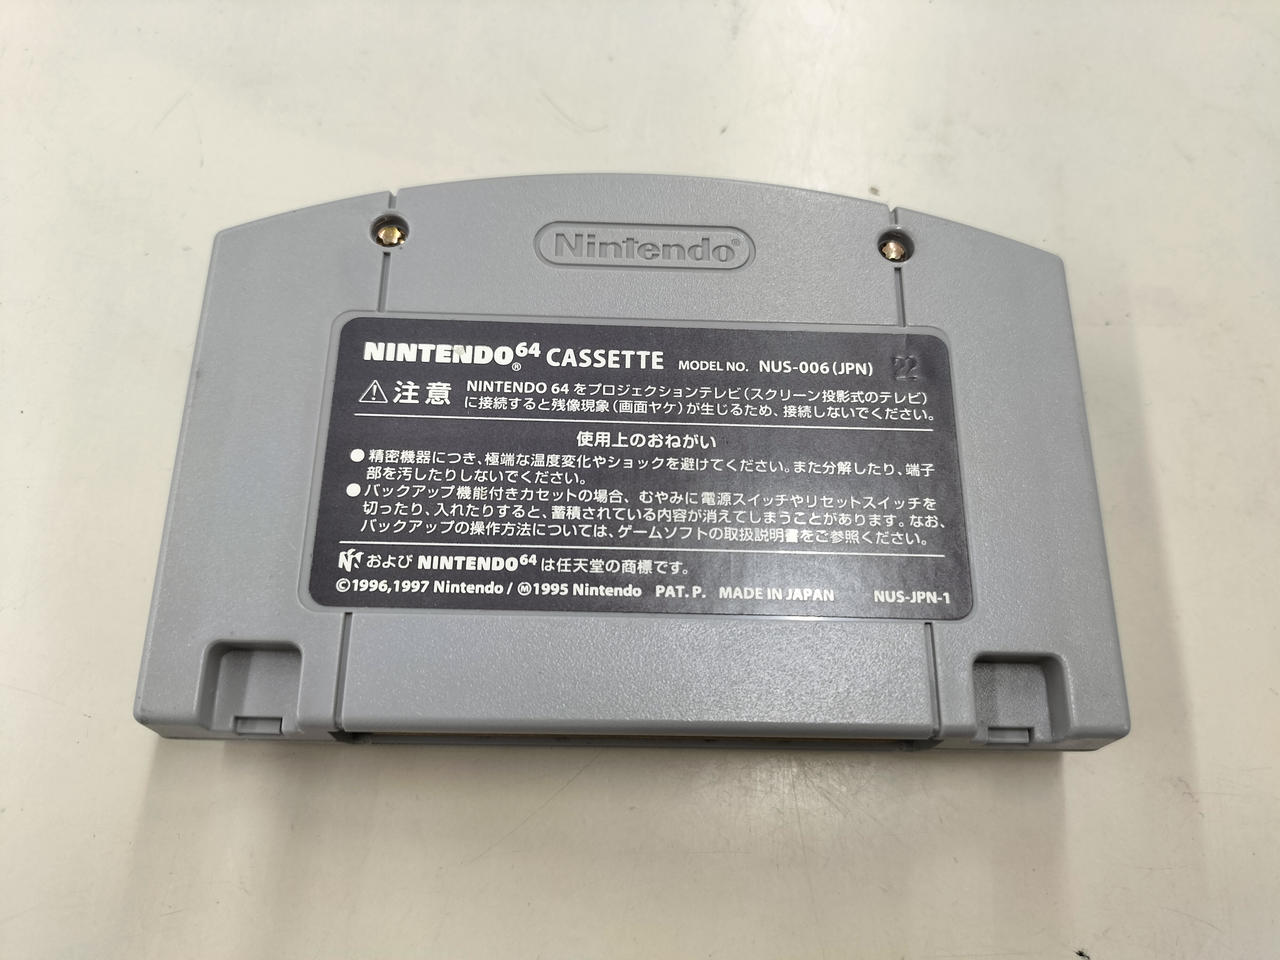 Nintendo®
NINTENDO64® CASSETTE MODEL NO. NUS-006(JPN) 22
⚠注意 NINTENDO 64 をプロジェクションテレビ(スクリーン投影式のテレビ)
に接続すると残像現象(画面ヤケ)が生じるため、接続しないでください。
使用上のおねがい
●精密機器につき、極端な温度変化やショックを避けてください。また分解したり、端子
部を汚したりしないでください。
●バックアップ機能付きカセットの場合、むやみに電源スイッチやリセットスイッチを
切ったり、入れたりすると、蓄積されている内容が消えてしまうことがあります。なお、
バックアップの操作方法については、ゲームソフトの取扱説明書をご参照ください。
および NINTENDO64 は任天堂の商標です。
©1996,1997 Nintendo / Ⓜ1995 Nintendo PAT. P. MADE IN JAPAN NUS-JPN-1